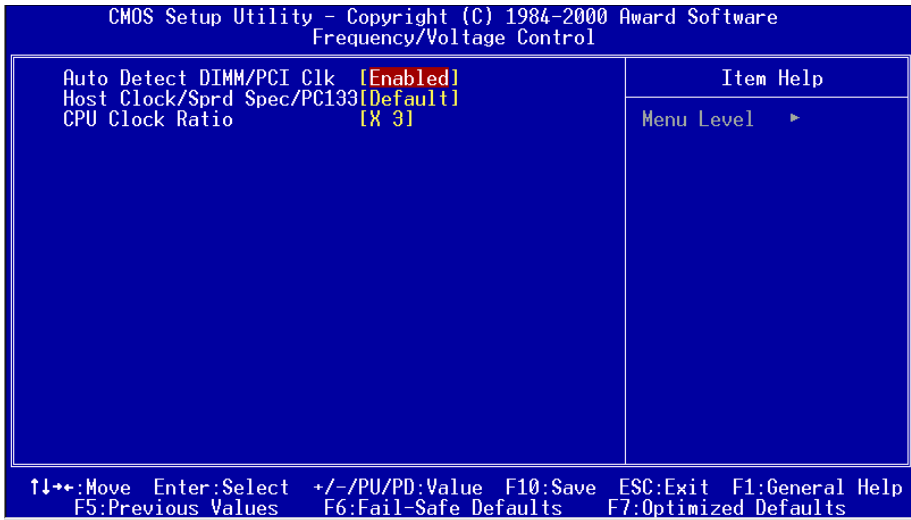 CMOS Setup Utility - Copyright (C) 1984-2000 Award Software
Frequency/Voltage Control
Auto Detect DIMM/PCI Clk [Enabled]
Host Clock/Sprd Spec/PC133[Default]
CPU Clock Ratio [X 3]
Item Help
Menu Level ►
↑↓→←:Move Enter:Select +/-/PU/PD:Value F10:Save ESC:Exit F1:General Help
F5:Previous Values F6:Fail-Safe Defaults F7:Optimized Defaults